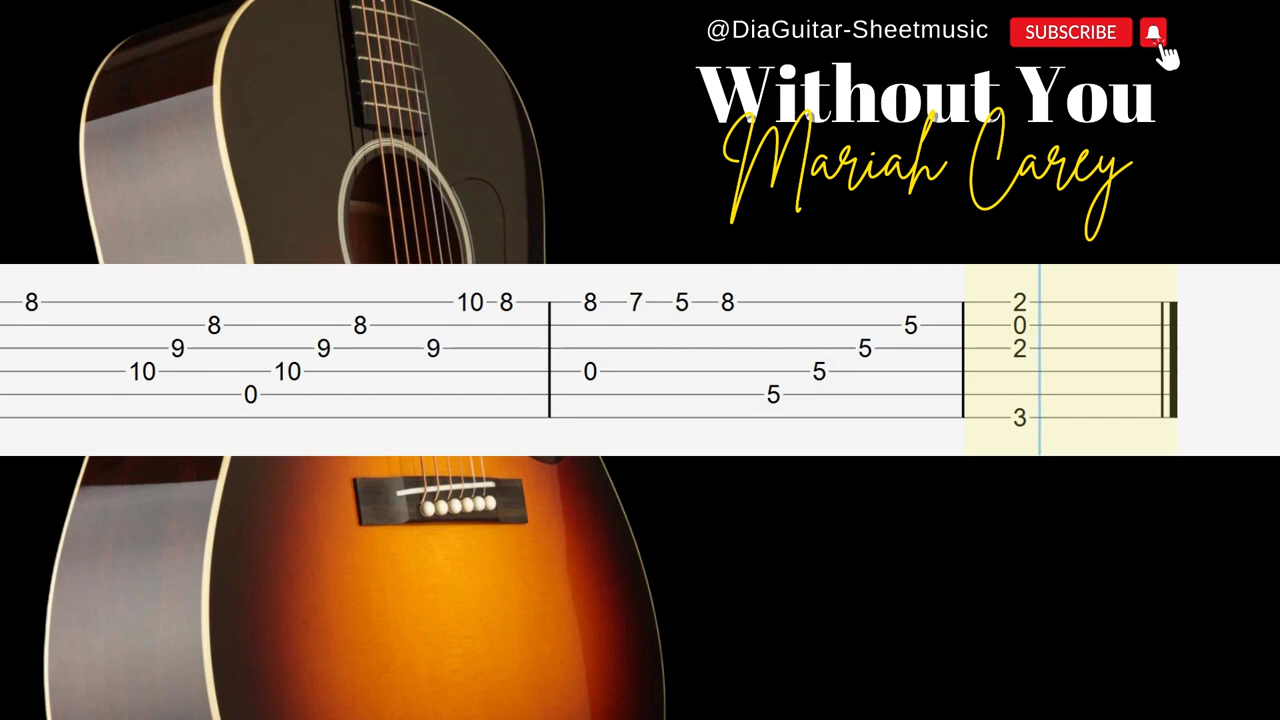 @DiaGuitar-Sheetmusic SUBSCRIBE
Without You
Mariah Carey
8 10 8 8 7 5 8 2
8 8 5 0
9 9 9 5 2
10 10 0 5
0 5
3